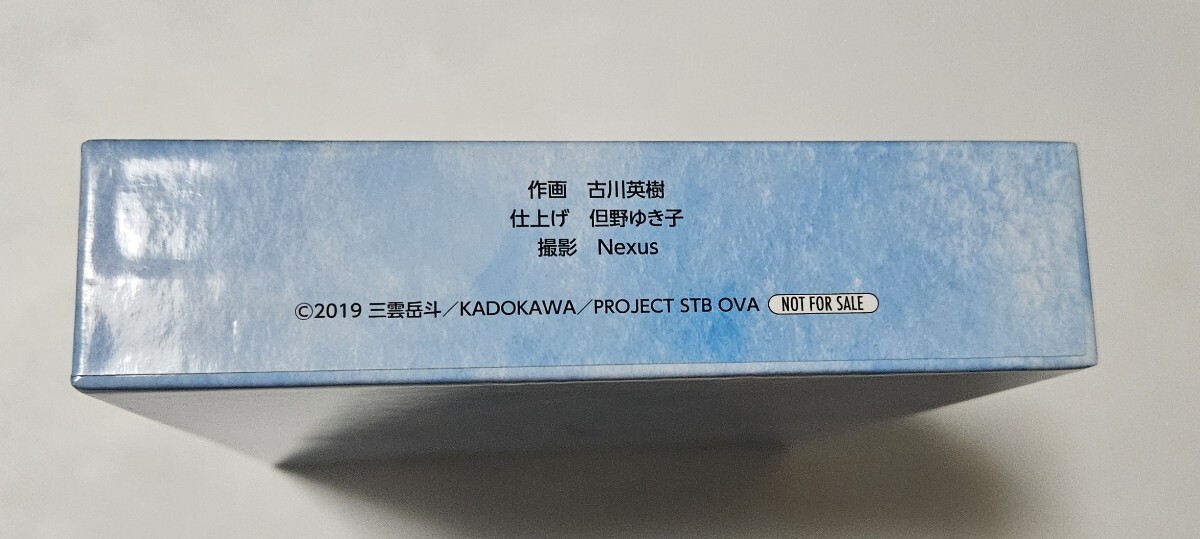 作画　古川英樹
仕上げ　但野ゆき子
撮影　Nexus
©2019 三雲岳斗／KADOKAWA／PROJECT STB OVA NOT FOR SALE